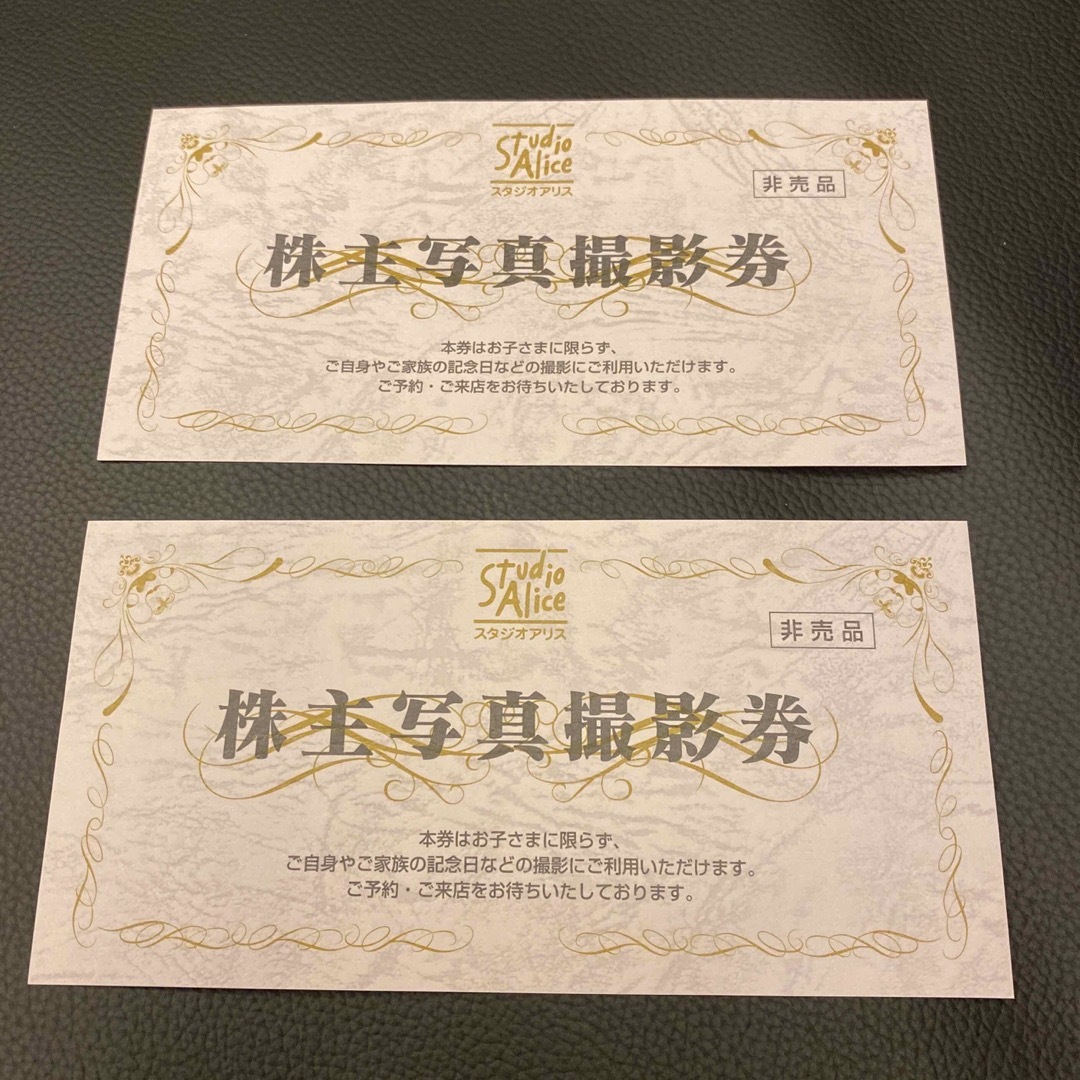 Studio
Alice
スタジオアリス
非売品
株主写真撮影券
本券はお子さまに限らず、
ご自身やご家族の記念日などの撮影にご利用いただけます。
ご予約・ご来店をお待ちいたしております。
Studio
Alice
スタジオアリス
非売品
株主写真撮影券
本券はお子さまに限らず、
ご自身やご家族の記念日などの撮影にご利用いただけます。
ご予約・ご来店をお待ちいたしております。